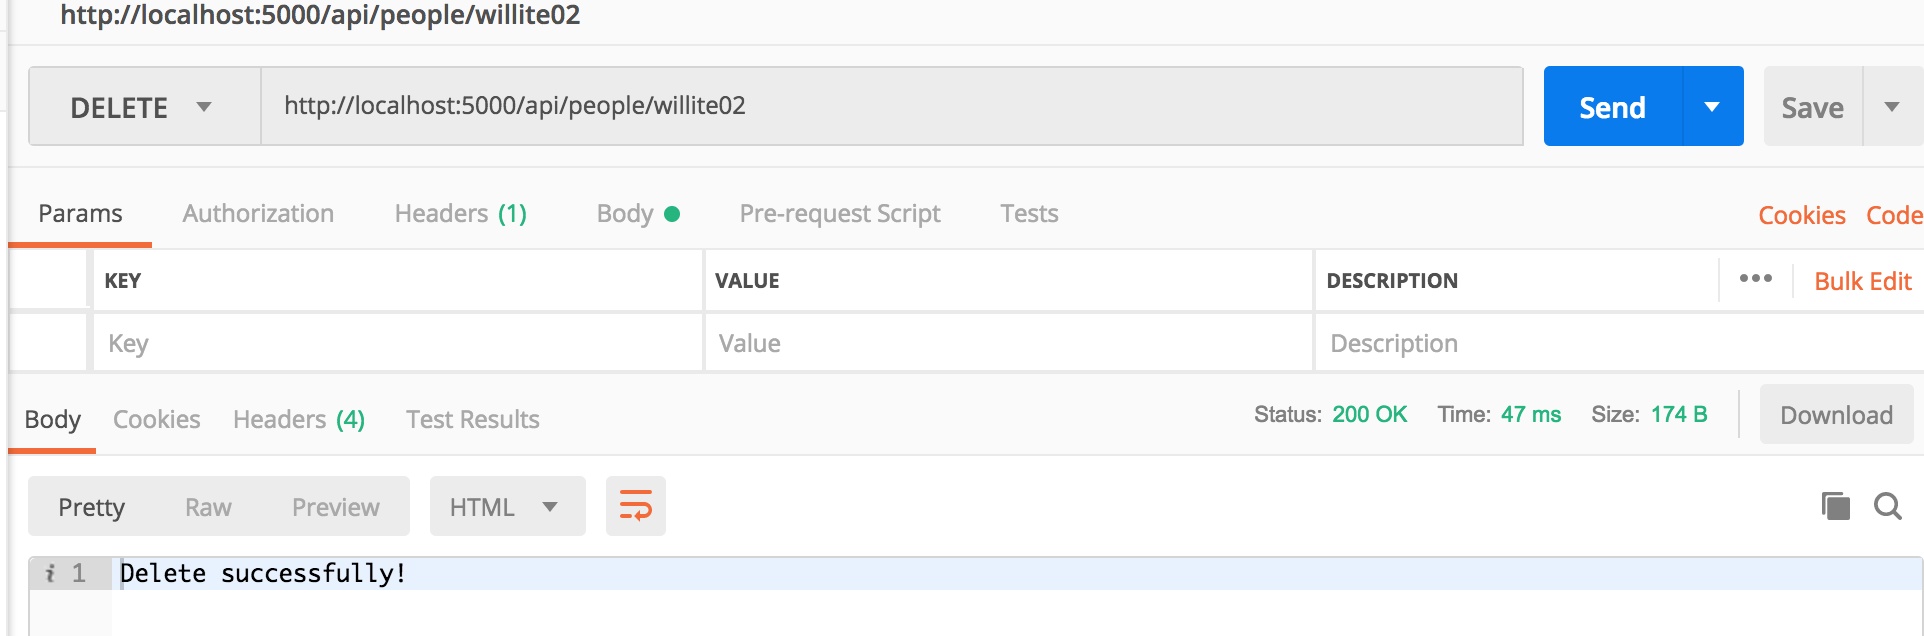 http://localhost:5000/api/people/willite02
DELETE http://localhost:5000/api/people/willite02 Send Save
Params Authorization Headers (1) Body Pre-request Script Tests Cookies Code
KEY VALUE DESCRIPTION ••• Bulk Edit
Key Value Description
Body Cookies Headers (4) Test Results Status: 200 OK Time: 47 ms Size: 174 B Download
Pretty Raw Preview HTML
i 1 Delete successfully!